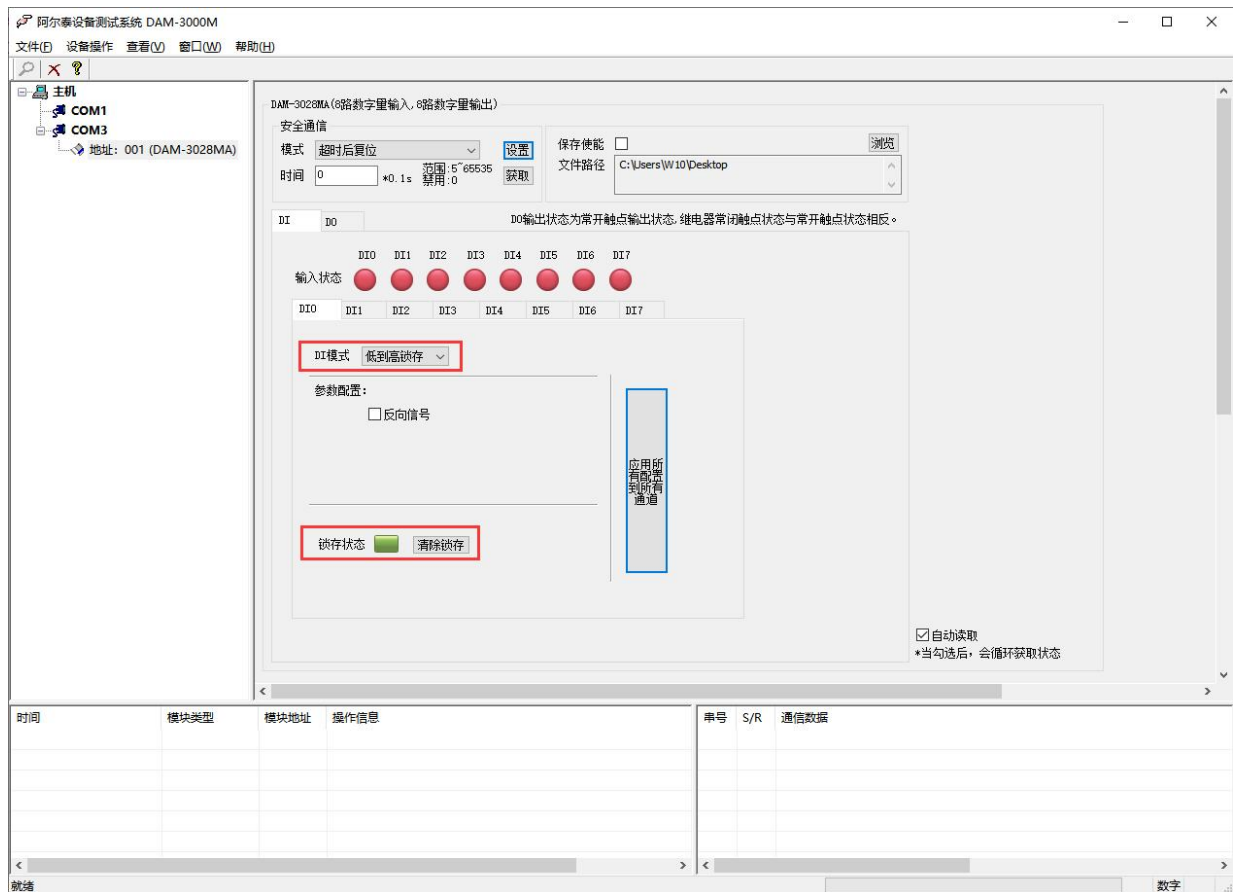 阿尔泰设备测试系统 DAM-3000M
文件(F) 设备操作 查看(V) 窗口(W) 帮助(H)
主机
COM1
COM3
地址: 001 (DAM-3028MA)
DAM-3028MA(8路数字量输入,8路数字量输出)
安全通信
模式 超时后复位 设置
时间 0 *0.1s 范围:5~65535 禁用:0 获取
保存使能 浏览
文件路径 C:\Users\W10\Desktop
DI DO DO输出状态为常开触点输出状态,继电器常闭触点状态与常开触点状态相反。
DI0 DI1 DI2 DI3 DI4 DI5 DI6 DI7
输入状态
DI0 DI1 DI2 DI3 DI4 DI5 DI6 DI7
DI模式 低到高锁存
参数配置:
反向信号
应用所
有配置
到所有
通道
锁存状态 清除锁存
自动读取
*当勾选后，会循环获取状态
时间 模块类型 模块地址 操作信息
串号 S/R 通信数据
就绪 数字